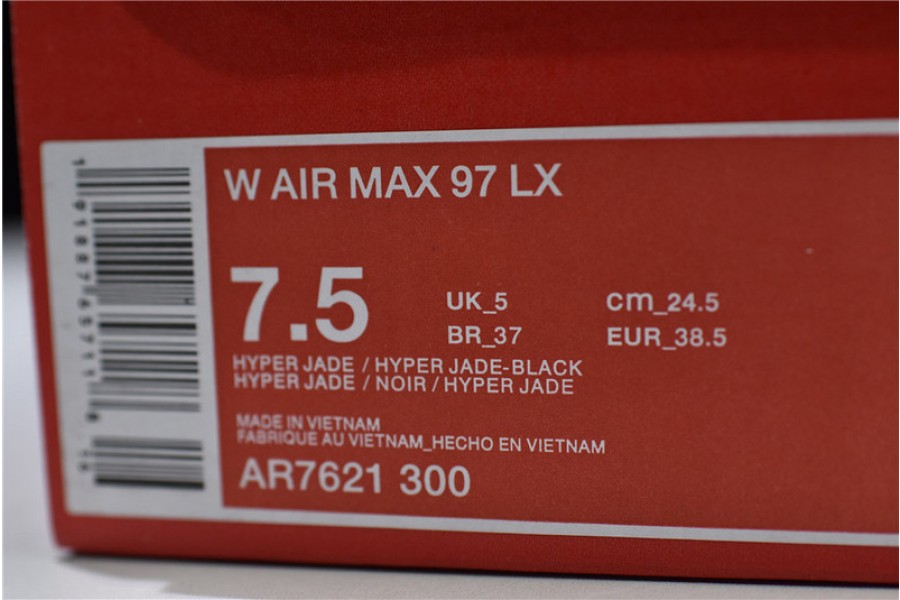 W AIR MAX 97 LX
7.5
UK_5
cm_24.5
BR_37
EUR_38.5
HYPER JADE / HYPER JADE-BLACK
HYPER JADE / NOIR / HYPER JADE
MADE IN VIETNAM
FABRIQUE AU VIETNAM_HECHO EN VIETNAM
AR7621 300